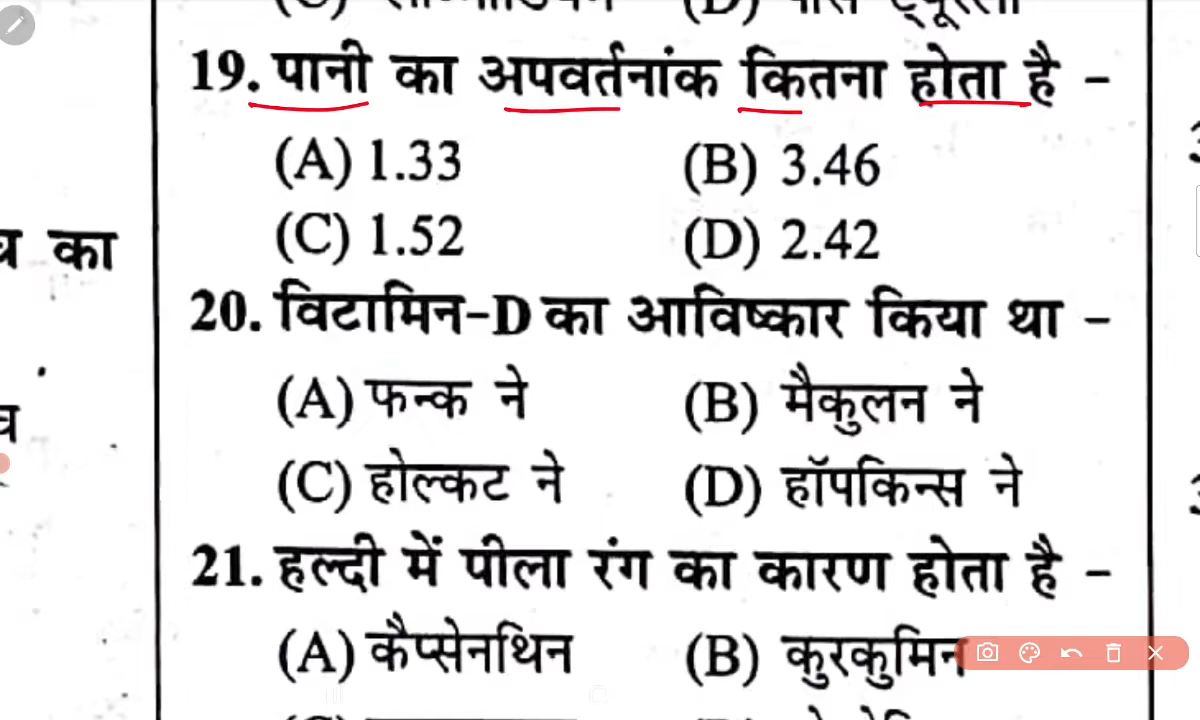 19. पानी का अपवर्तनांक कितना होता है -
(A) 1.33 (B) 3.46
(C) 1.52 (D) 2.42
का
20. विटामिन-D का आविष्कार किया था -
(A) फन्क ने (B) मैकुलन ने
(C) होल्कट ने (D) हॉपकिन्स ने
21. हल्दी में पीला रंग का कारण होता है -
(A) कैप्सेनथिन (B) कुरकुमिन